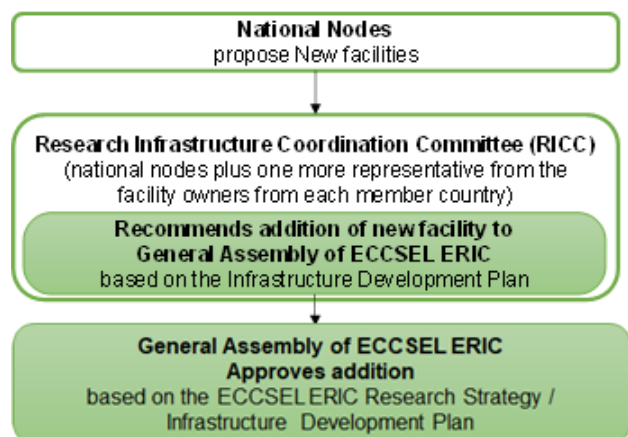 National Nodes
propose New facilities
Research Infrastructure Coordination Committee (RICC)
(national nodes plus one more representative from the
facility owners from each member country)
Recommends addition of new facility to
General Assembly of ECCSEL ERIC
based on the Infrastructure Development Plan
General Assembly of ECCSEL ERIC
Approves addition
based on the ECCSEL ERIC Research Strategy /
Infrastructure Development Plan